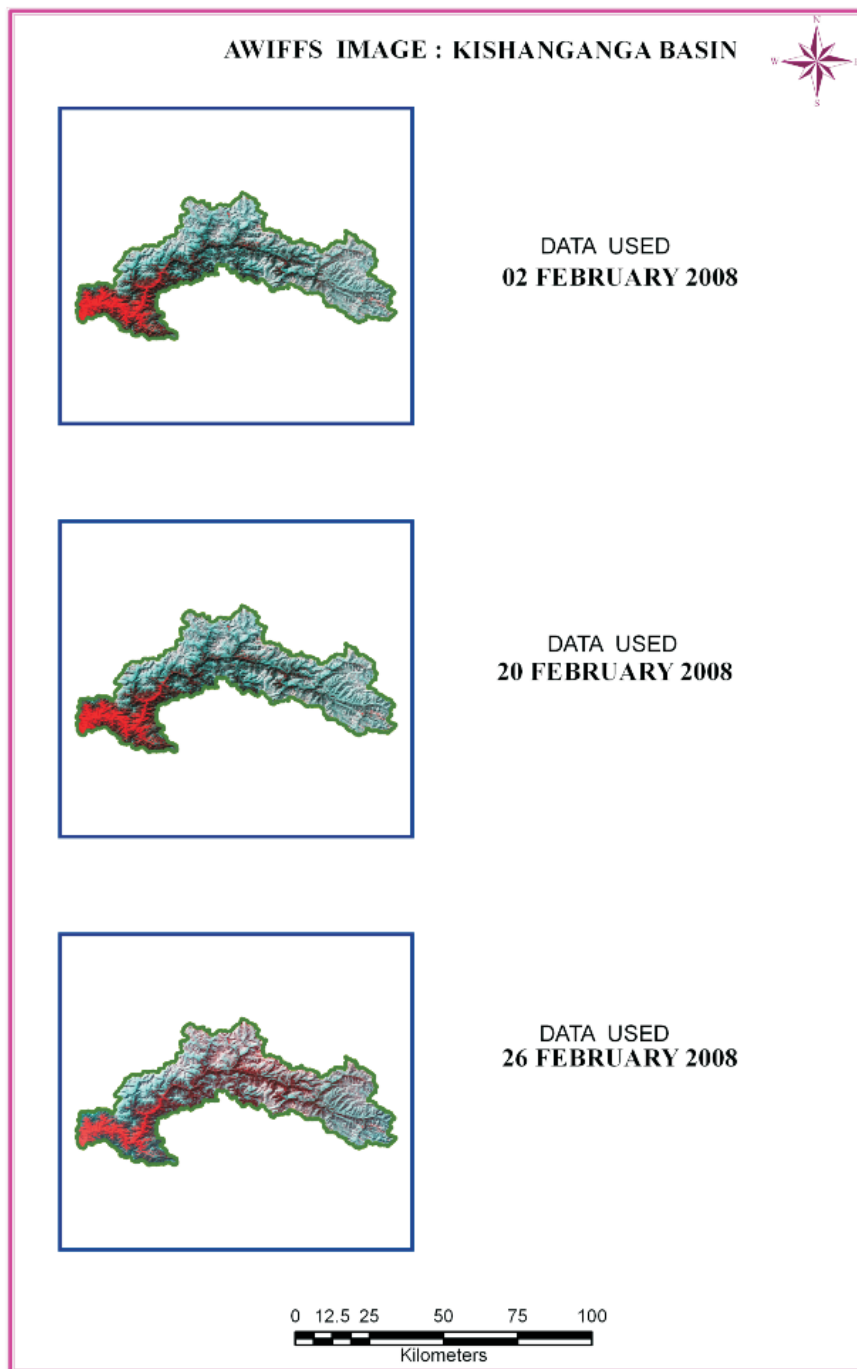 AWIFFS IMAGE : KISHANGANGA BASIN
N
W
E
S
DATA USED
02 FEBRUARY 2008
DATA USED
20 FEBRUARY 2008
DATA USED
26 FEBRUARY 2008
0 12.5 25 50 75 100
Kilometers